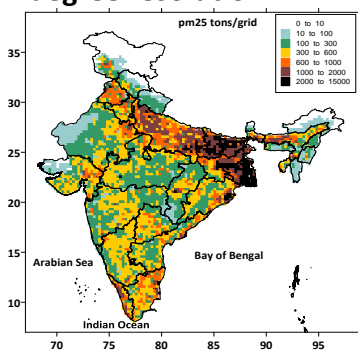 pm25 tons/grid
0 to 10
10 to 100
100 to 300
300 to 600
600 to 1000
1000 to 2000
2000 to 15000
35
30
25
20
15
10
Arabian Sea
Bay of Bengal
Indian Ocean
70 75 80 85 90 95